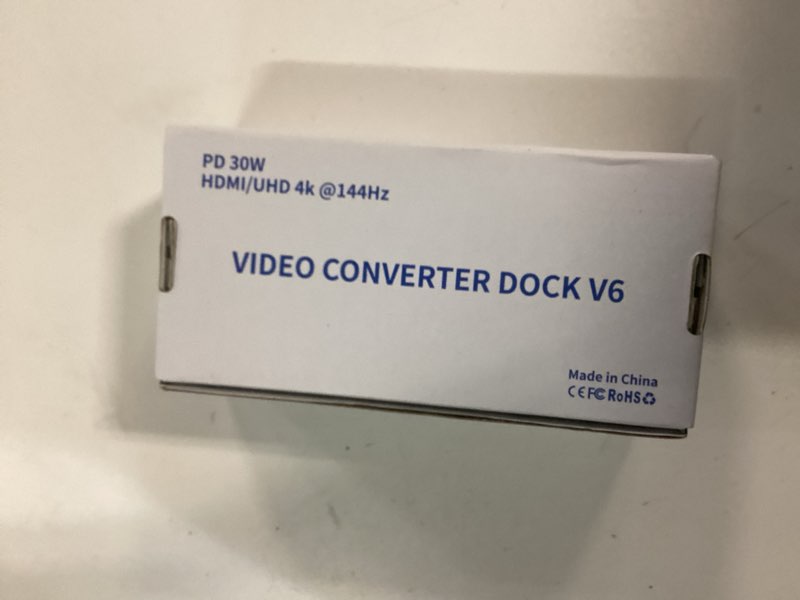 PD 30W
HDMI/UHD 4k @144Hz
VIDEO CONVERTER DOCK V6
Made in China
CE FC RoHS